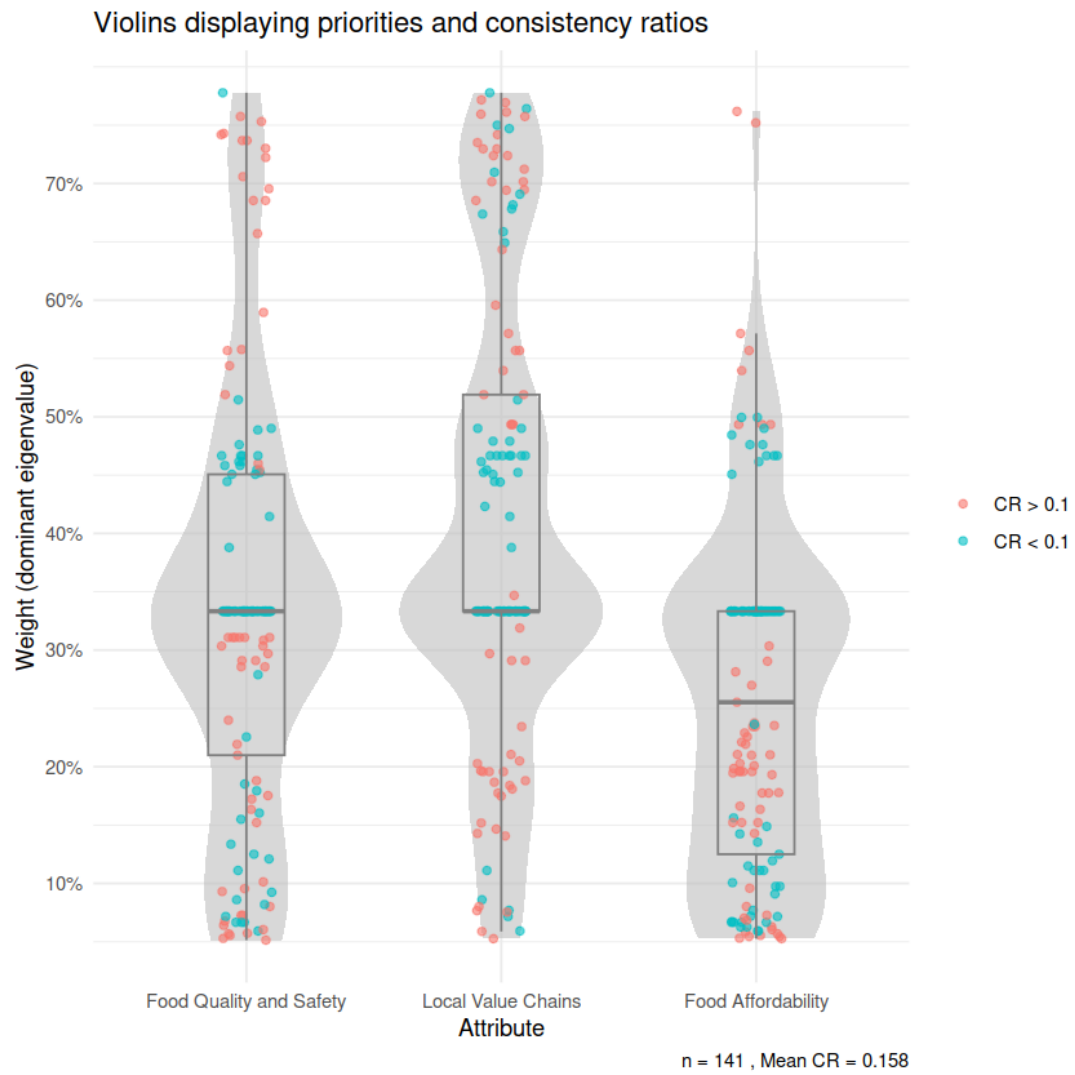 Violins displaying priorities and consistency ratios
Weight (dominant eigenvalue)
70%
60%
50%
40%
30%
20%
10%
Food Quality and Safety
Local Value Chains
Food Affordability
Attribute
CR > 0.1
CR < 0.1
n = 141 , Mean CR = 0.158